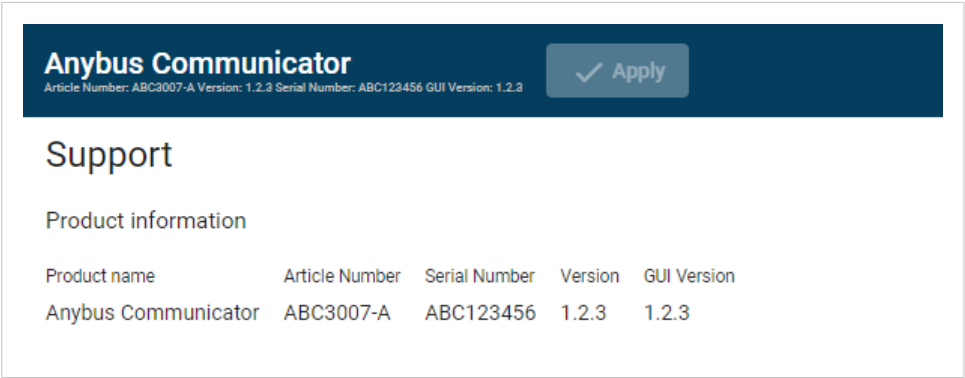 Anybus Communicator
Article Number: ABC3007-A Version: 1.2.3 Serial Number: ABC123456 GUI Version: 1.2.3
Apply
Support
Product information
Product name Article Number Serial Number Version GUI Version
Anybus Communicator ABC3007-A ABC123456 1.2.3 1.2.3